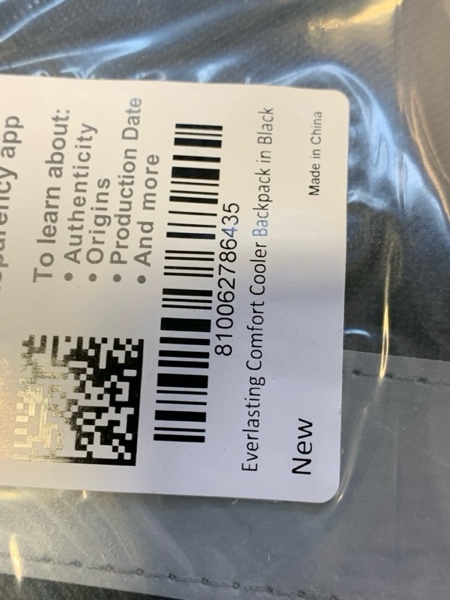 app
To learn about:
• Authenticity
• Origins
• Production Date
• And more
810062786435
Everlasting Comfort Cooler Backpack in Black
New
Made in China